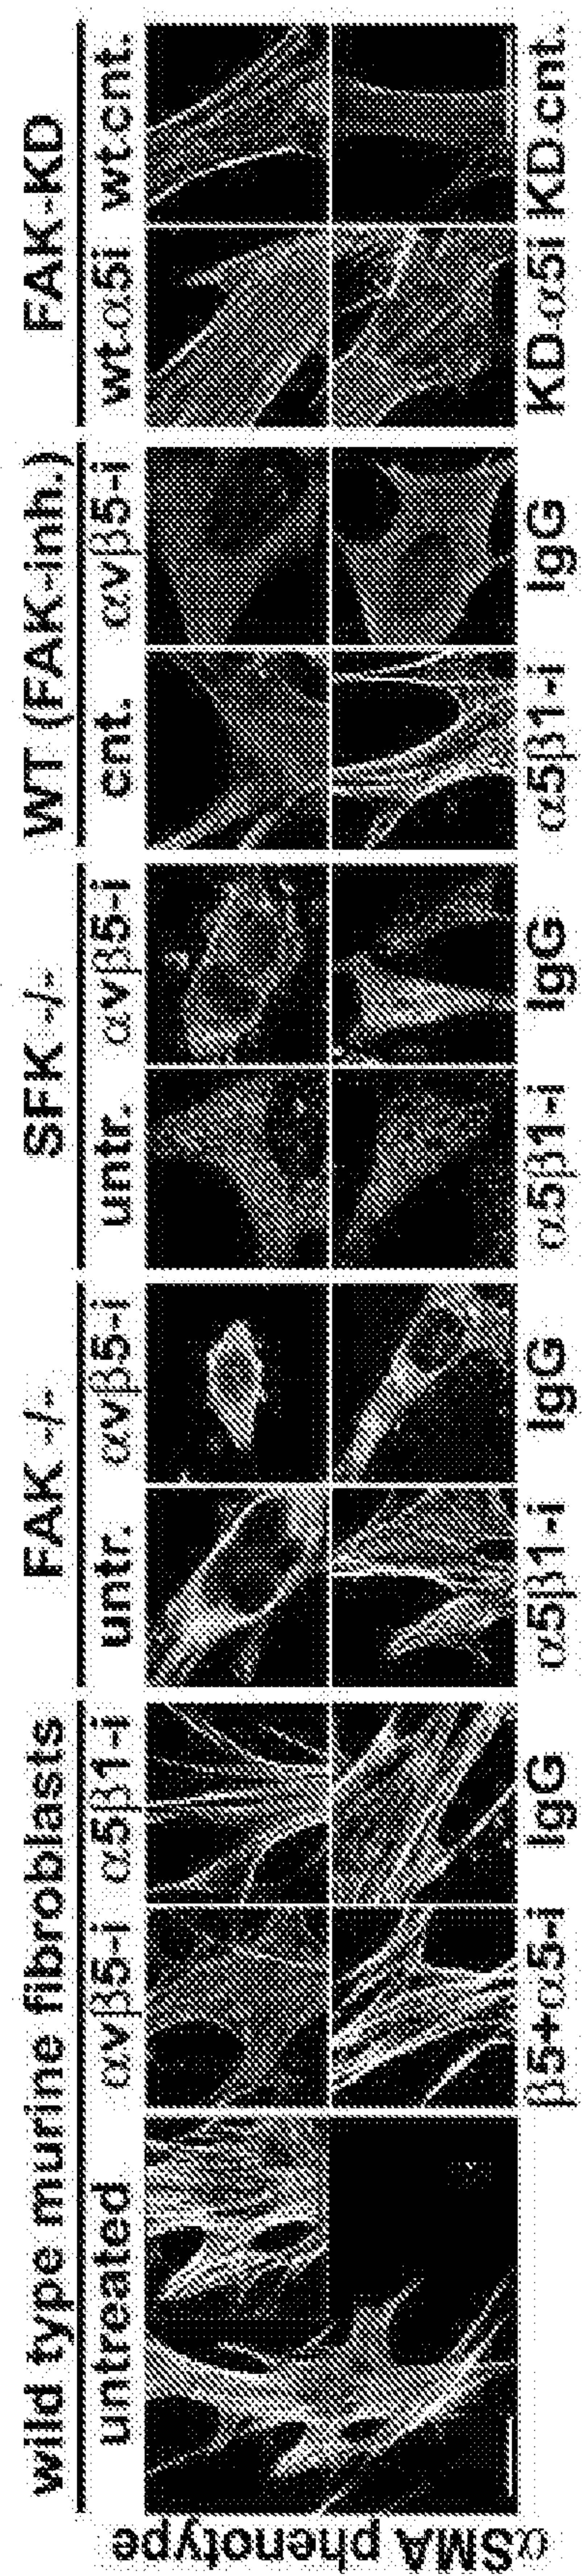 wild type murine fibroblasts FAK -/- SFK -/- WT (FAK-inh.) FAK-KD
untreated αvβ5-i α5β1-i untr. αvβ5-i untr. αvβ5-i cnt. αvβ5-i wt.α5i wt.cnt.
αSMA phenotype
β5+α5-i IgG α5β1-i IgG α5β1-i IgG α5β1-i IgG KD-α5i KD.cnt.